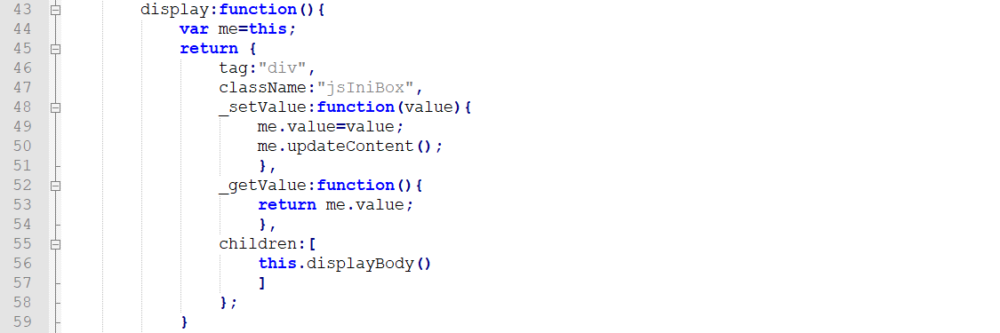 43 display:function(){
44 var me=this;
45 return {
46 tag:"div",
47 className:"jsIniBox",
48 _setValue:function(value){
49 me.value=value;
50 me.updateContent();
51 },
52 _getValue:function(){
53 return me.value;
54 },
55 children:[
56 this.displayBody()
57 ]
58 };
59 }